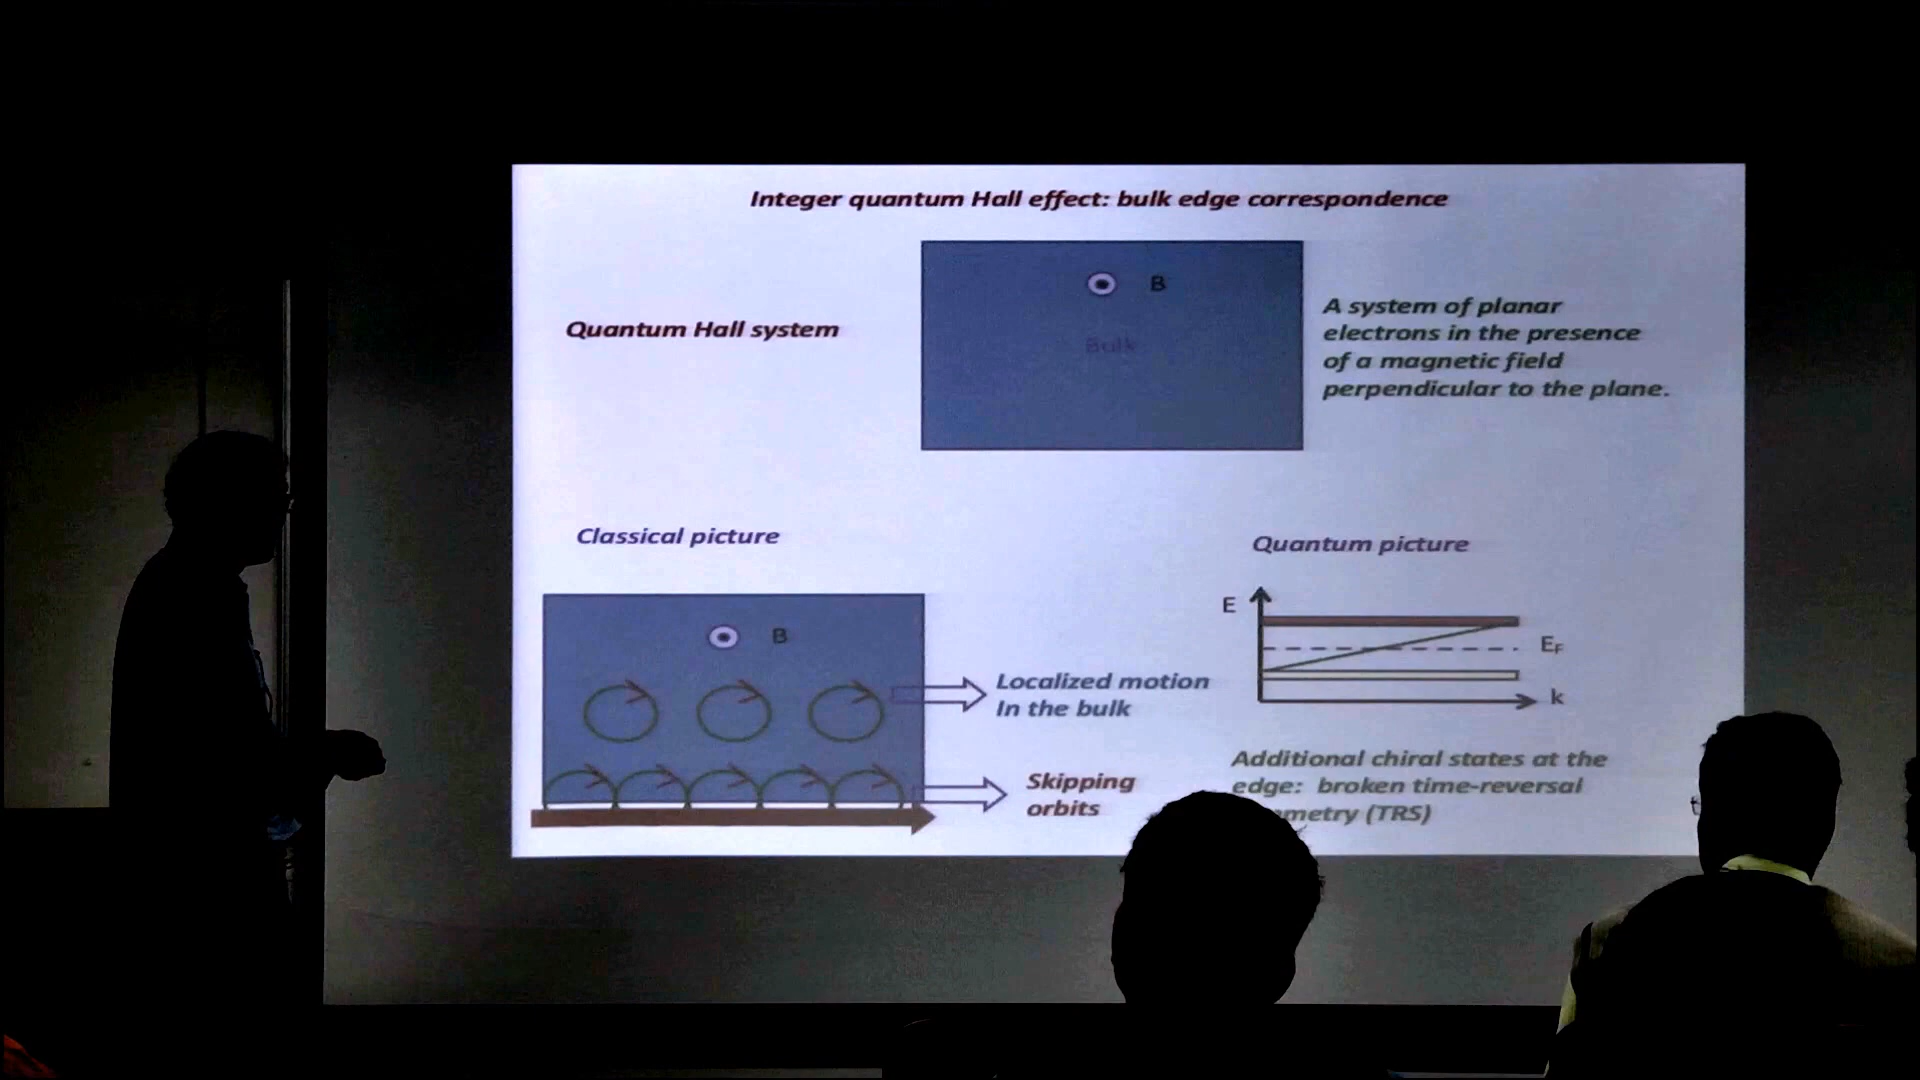 Integer quantum Hall effect: bulk edge correspondence
B
Quantum Hall system
Bulk
A system of planar
electrons in the presence
of a magnetic field
perpendicular to the plane.
Classical picture
B
Localized motion
In the bulk
Skipping
orbits
Quantum picture
E
EF
k
Additional chiral states at the
edge: broken time-reversal
(TRS)